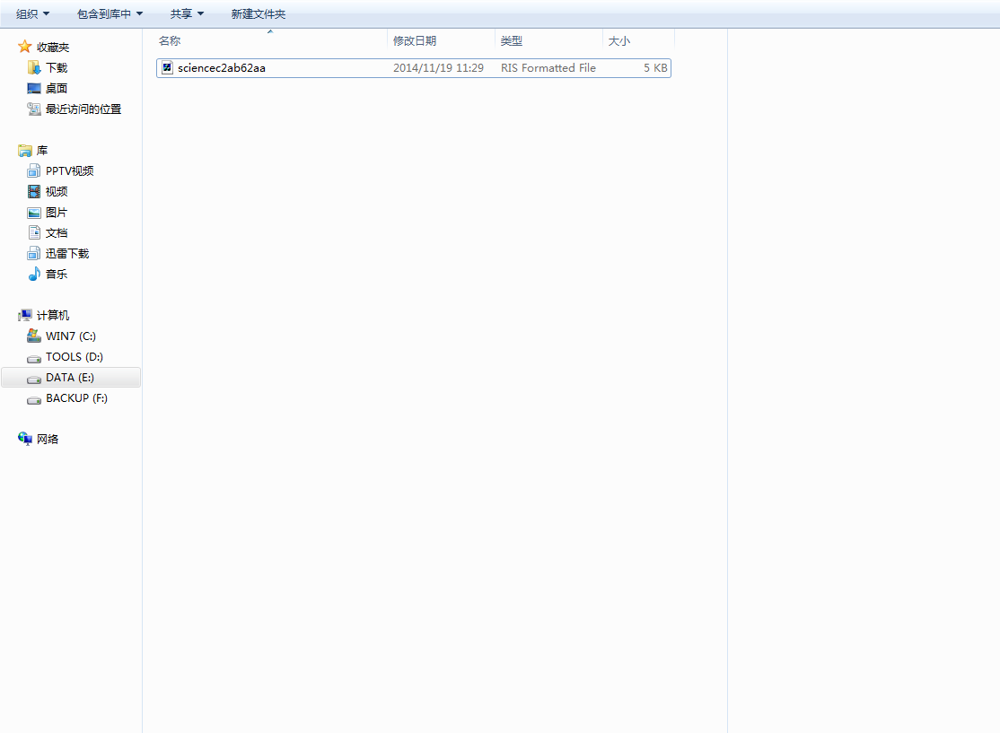 组织 包含到库中 共享 新建文件夹
收藏夹
下载
桌面
最近访问的位置
库
PPTV视频
视频
图片
文档
迅雷下载
音乐
计算机
WIN7 (C:)
TOOLS (D:)
DATA (E:)
BACKUP (F:)
网络
名称 修改日期 类型 大小
sciencec2ab62aa 2014/11/19 11:29 RIS Formatted File 5 KB